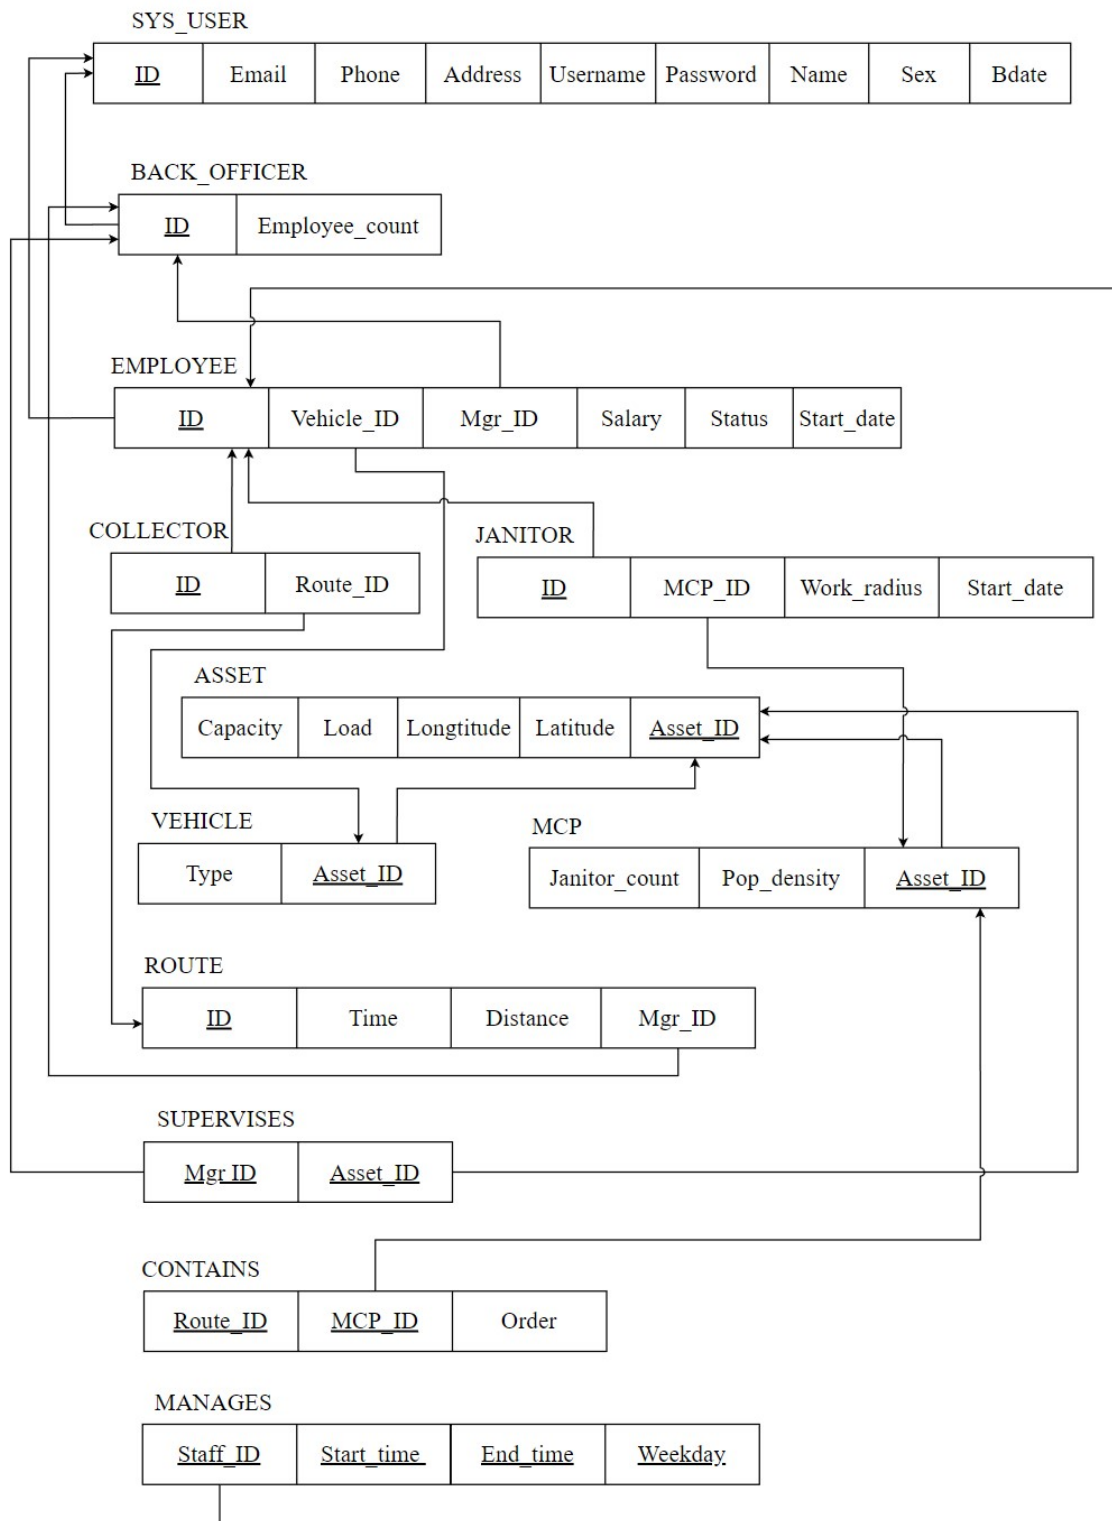 SYS_USER
ID Email Phone Address Username Password Name Sex Bdate
BACK_OFFICER
ID Employee_count
EMPLOYEE
ID Vehicle_ID Mgr_ID Salary Status Start_date
COLLECTOR
ID Route_ID
JANITOR
ID MCP_ID Work_radius Start_date
ASSET
Capacity Load Longtitude Latitude Asset_ID
VEHICLE
Type Asset_ID
MCP
Janitor_count Pop_density Asset_ID
ROUTE
ID Time Distance Mgr_ID
SUPERVISES
Mgr ID Asset_ID
CONTAINS
Route_ID MCP_ID Order
MANAGES
Staff_ID Start_time End_time Weekday